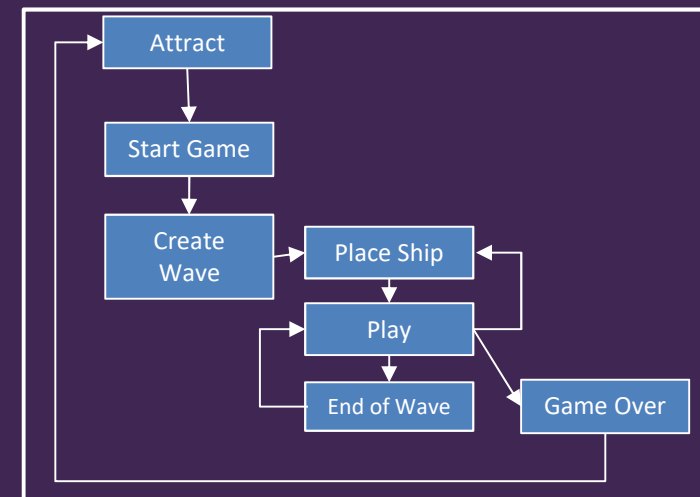 Attract
Start Game
Create
Wave
Place Ship
Play
End of Wave
Game Over